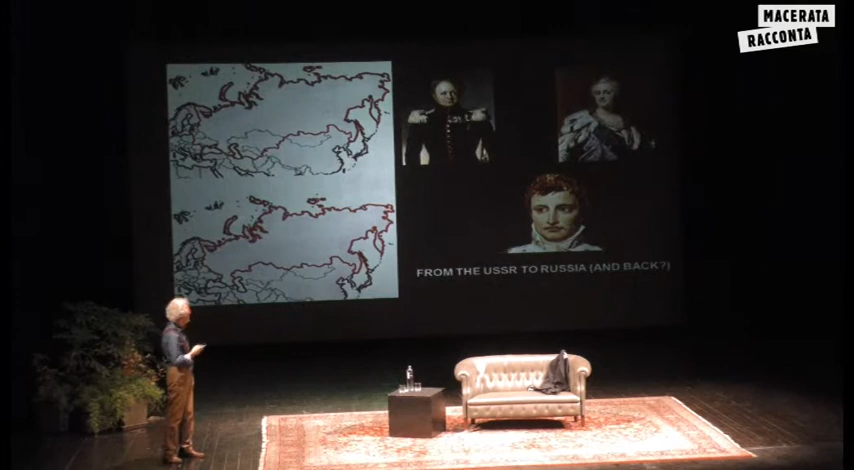 MACERATA
RACCONTA
FROM THE USSR TO RUSSIA (AND BACK?)